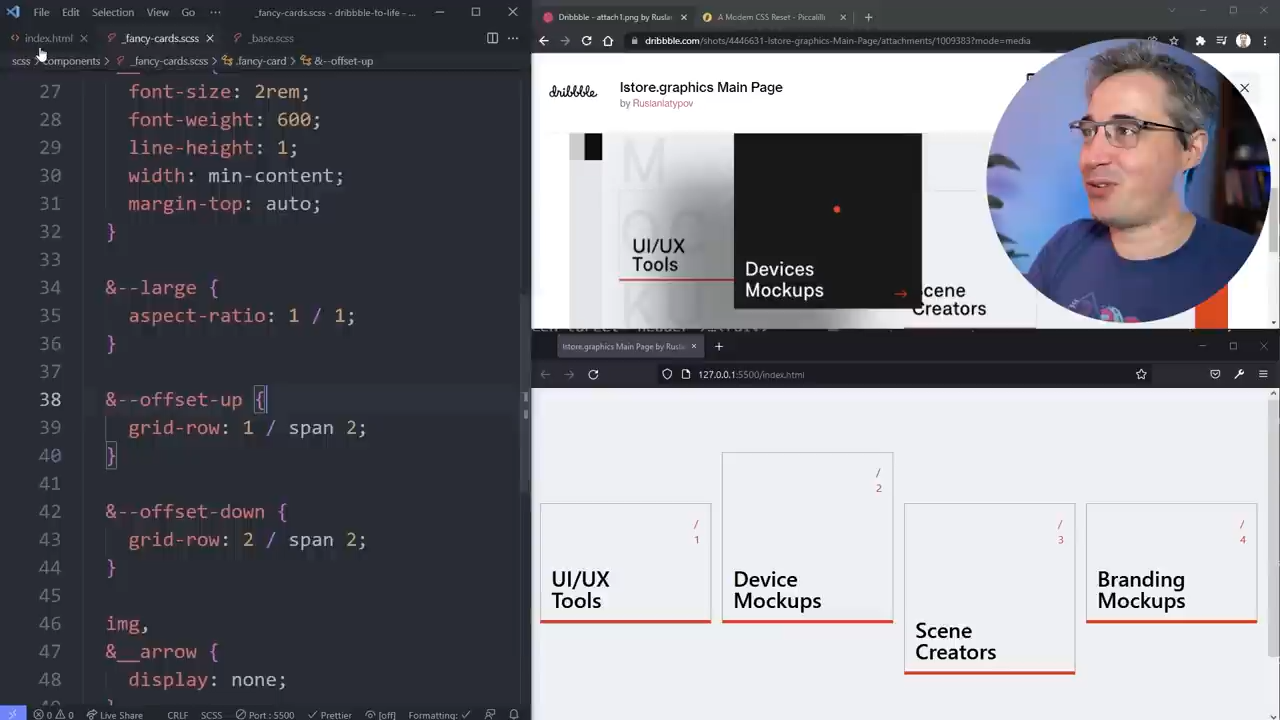 File Edit Selection View Go ··· _fancy-cards.scss - dribbble-to-life - ...
index.html _fancy-cards.scss _base.scss
scss > components > _fancy-cards.scss > .fancy-card > &--offset-up
27 font-size: 2rem;
28 font-weight: 600;
29 line-height: 1;
30 width: min-content;
31 margin-top: auto;
32 }
33
34 &--large {
35 aspect-ratio: 1 / 1;
36 }
37
38 &--offset-up {
39 grid-row: 1 / span 2;
40 }
41
42 &--offset-down {
43 grid-row: 2 / span 2;
44 }
45
46 img,
47 &__arrow {
48 display: none;
0 0 Live Share CRLF SCSS Port : 5500 Prettier [off] Formatting:
Dribbble - attach1.png by Rusl
A Modern CSS Reset - Piccalilli
dribbble.com/shots/4446631-Istore-graphics-Main-Page/attachments/1009383?mode=media
dribbble
Istore.graphics Main Page
by Ruslanlatypov
M
UI/UX
Tools
Devices
Mockups
→
Scene
Creators
Istore.graphics Main Page by Rusla
127.0.0.1:5500/index.html
/
1
UI/UX
Tools
/
2
Device
Mockups
/
3
Scene
Creators
/
4
Branding
Mockups